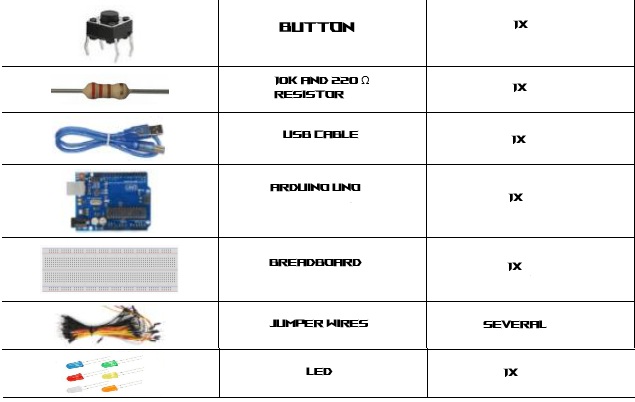 BUTTON 1X
10K AND 220 Ω
RESISTOR 1X
USB CABLE 1X
ARDUINO UNO 1X
BREADBOARD 1X
JUMPER WIRES SEVERAL
LED 1X